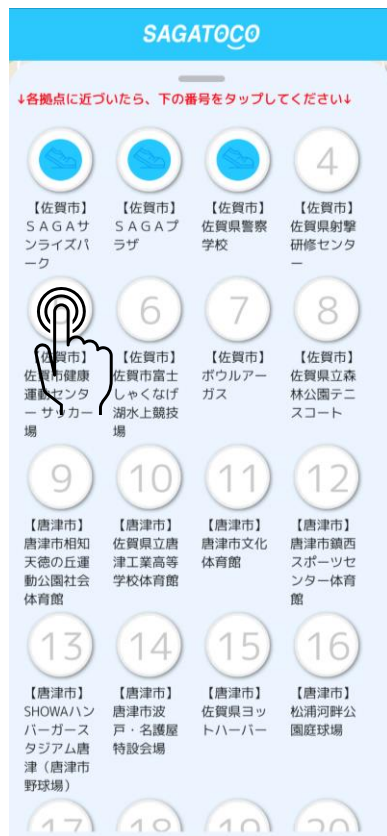 SAGATOCO
↓各拠点に近づいたら、下の番号をタップしてください↓
4
【佐賀市】
ＳＡＧＡサ
ンライズパ
ーク
【佐賀市】
ＳＡＧＡプ
ラザ
【佐賀市】
佐賀県警察
学校
【佐賀市】
佐賀県射撃
研修センタ
ー
6
7
8
【佐賀市】
佐賀市健康
運動センタ
ー サッカー
場
【佐賀市】
佐賀市富士
しゃくなげ
湖水上競技
場
【佐賀市】
ボウルアー
ガス
【佐賀市】
佐賀県立森
林公園テニ
スコート
9
10
11
12
【唐津市】
唐津市相知
天徳の丘運
動公園社会
体育館
【唐津市】
佐賀県立唐
津工業高等
学校体育館
【唐津市】
唐津市文化
体育館
【唐津市】
唐津市鎮西
スポーツセ
ンター体育
館
13
14
15
16
【唐津市】
SHOWAハン
バーガース
タジアム唐
津（唐津市
野球場）
【唐津市】
唐津市波
戸・名護屋
特設会場
【唐津市】
佐賀県ヨッ
トハーバー
【唐津市】
松浦河畔公
園庭球場
17
18
19
20